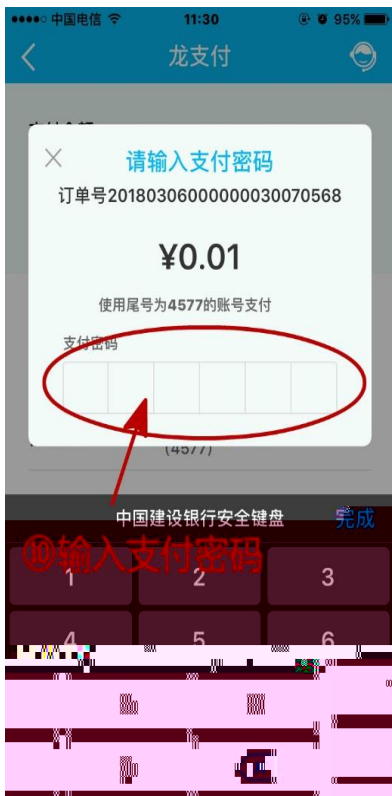 中国电信 11:30 95%
龙支付
请输入支付密码
订单号20180306000000030070568
¥0.01
使用尾号为4577的账号支付
支付密码
(4577)
中国建设银行安全键盘 完成
⑩输入支付密码
1 2 3
4 5 6